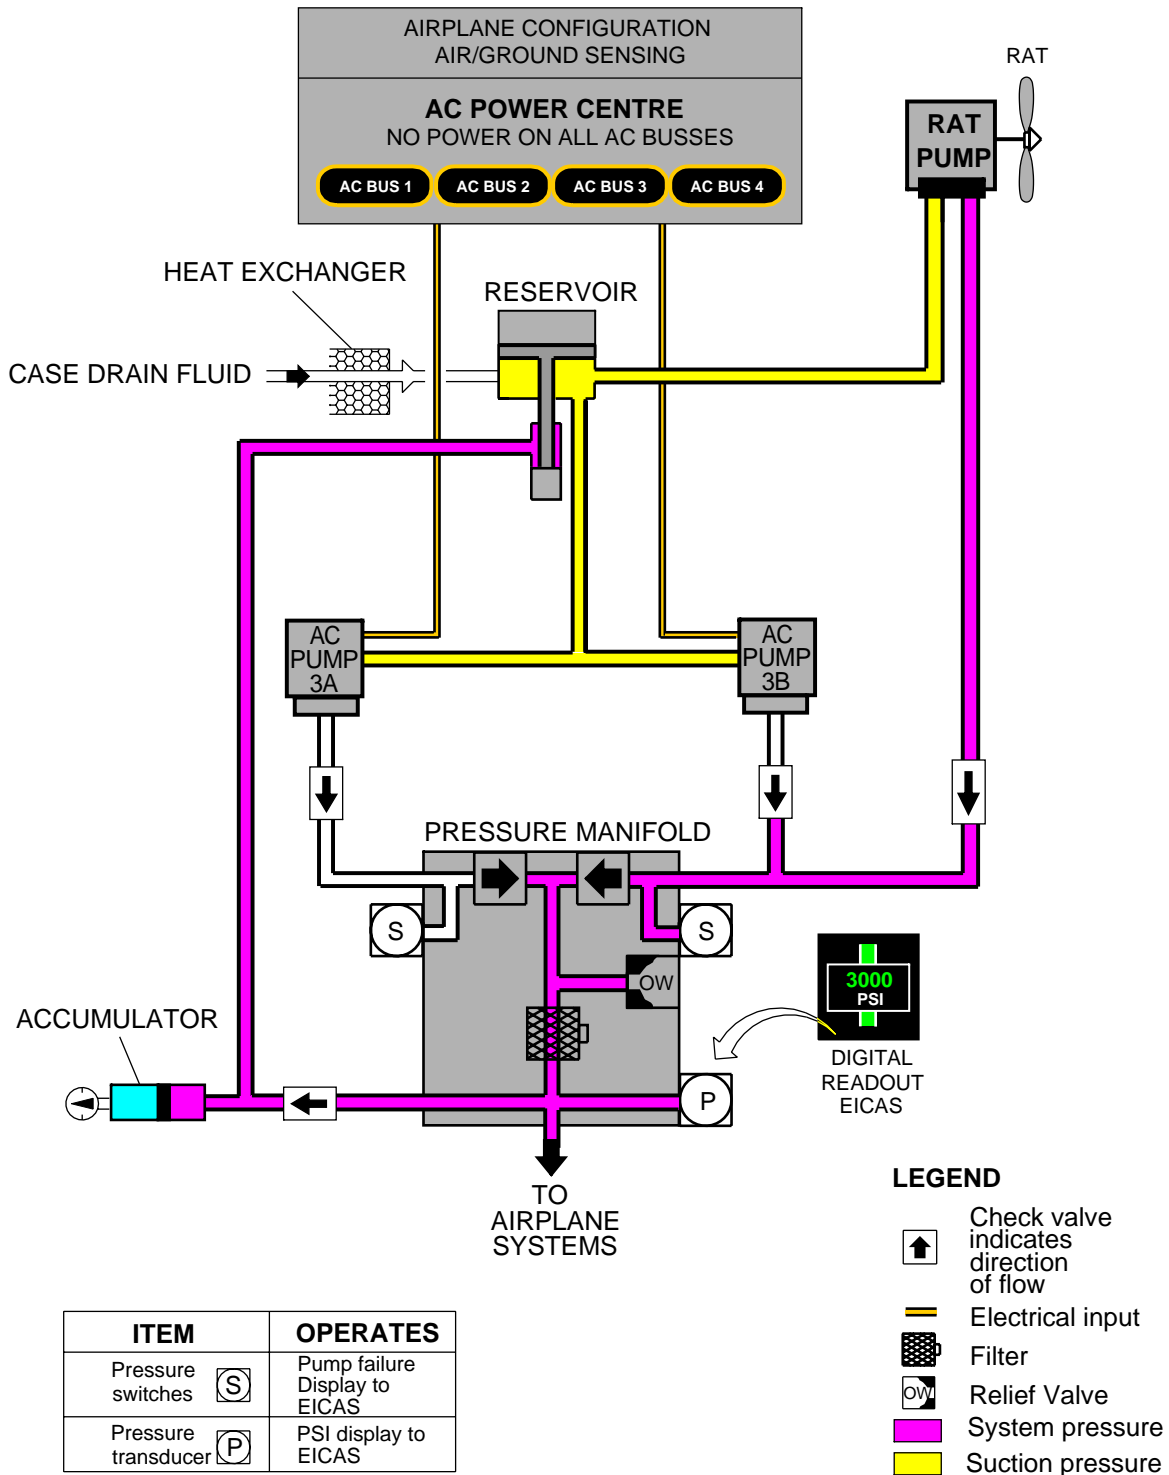 AIRPLANE CONFIGURATION
AIR/GROUND SENSING
AC POWER CENTRE
NO POWER ON ALL AC BUSSES
AC BUS 1
AC BUS 2
AC BUS 3
AC BUS 4
RAT
RAT
PUMP
HEAT EXCHANGER
RESERVOIR
CASE DRAIN FLUID
AC
PUMP
3A
AC
PUMP
3B
PRESSURE MANIFOLD
S
S
OW
3000
PSI
DIGITAL
READOUT
EICAS
ACCUMULATOR
P
TO
AIRPLANE
SYSTEMS
LEGEND
Check valve
indicates
direction
of flow
Electrical input
Filter
OW
Relief Valve
System pressure
Suction pressure
ITEM
OPERATES
Pressure
switches
S
Pump failure
Display to
EICAS
Pressure
transducer
P
PSI display to
EICAS